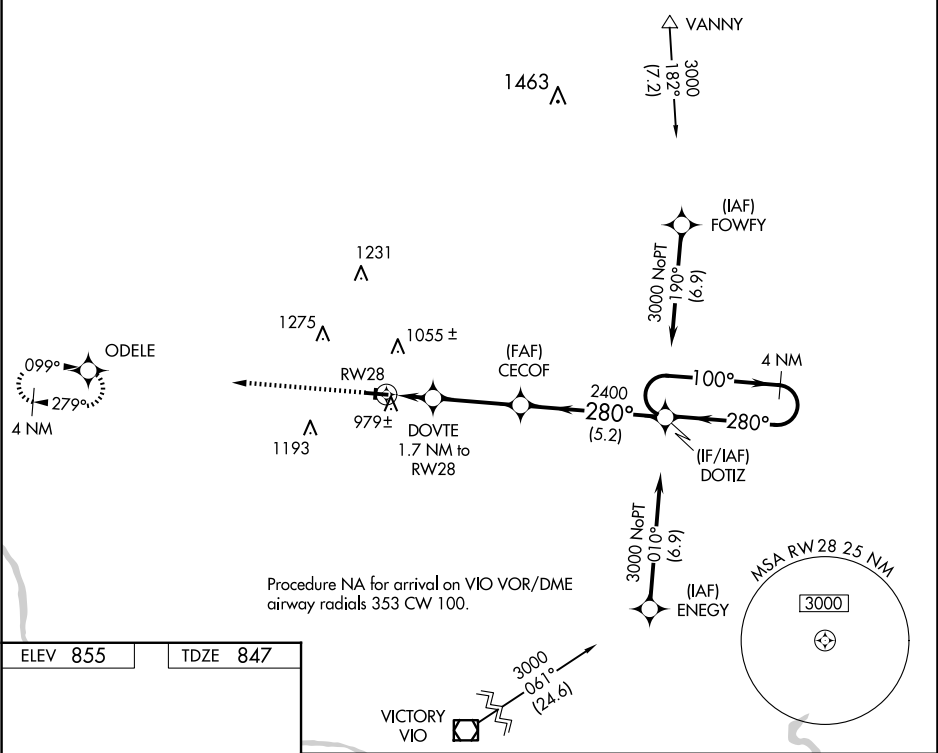 VANNY
3000
182°
(7.2)
1463
(IAF)
FOWFY
3000 NoPT
190°
(6.9)
1231
1275
1055 ±
ODELE
099°
279°
4 NM
RW28
(FAF)
CECOF
4 NM
100°
2400
280°
(5.2)
280°
979±
DOVTE
1.7 NM to
RW28
1193
(IF/IAF)
DOTIZ
3000 NoPT
010°
(6.9)
(IAF)
ENEGY
MSA RW 28 25 NM
3000
Procedure NA for arrival on VIO VOR/DME
airway radials 353 CW 100.
ELEV 855
TDZE 847
3000
061°
(24.6)
VICTORY
VIO